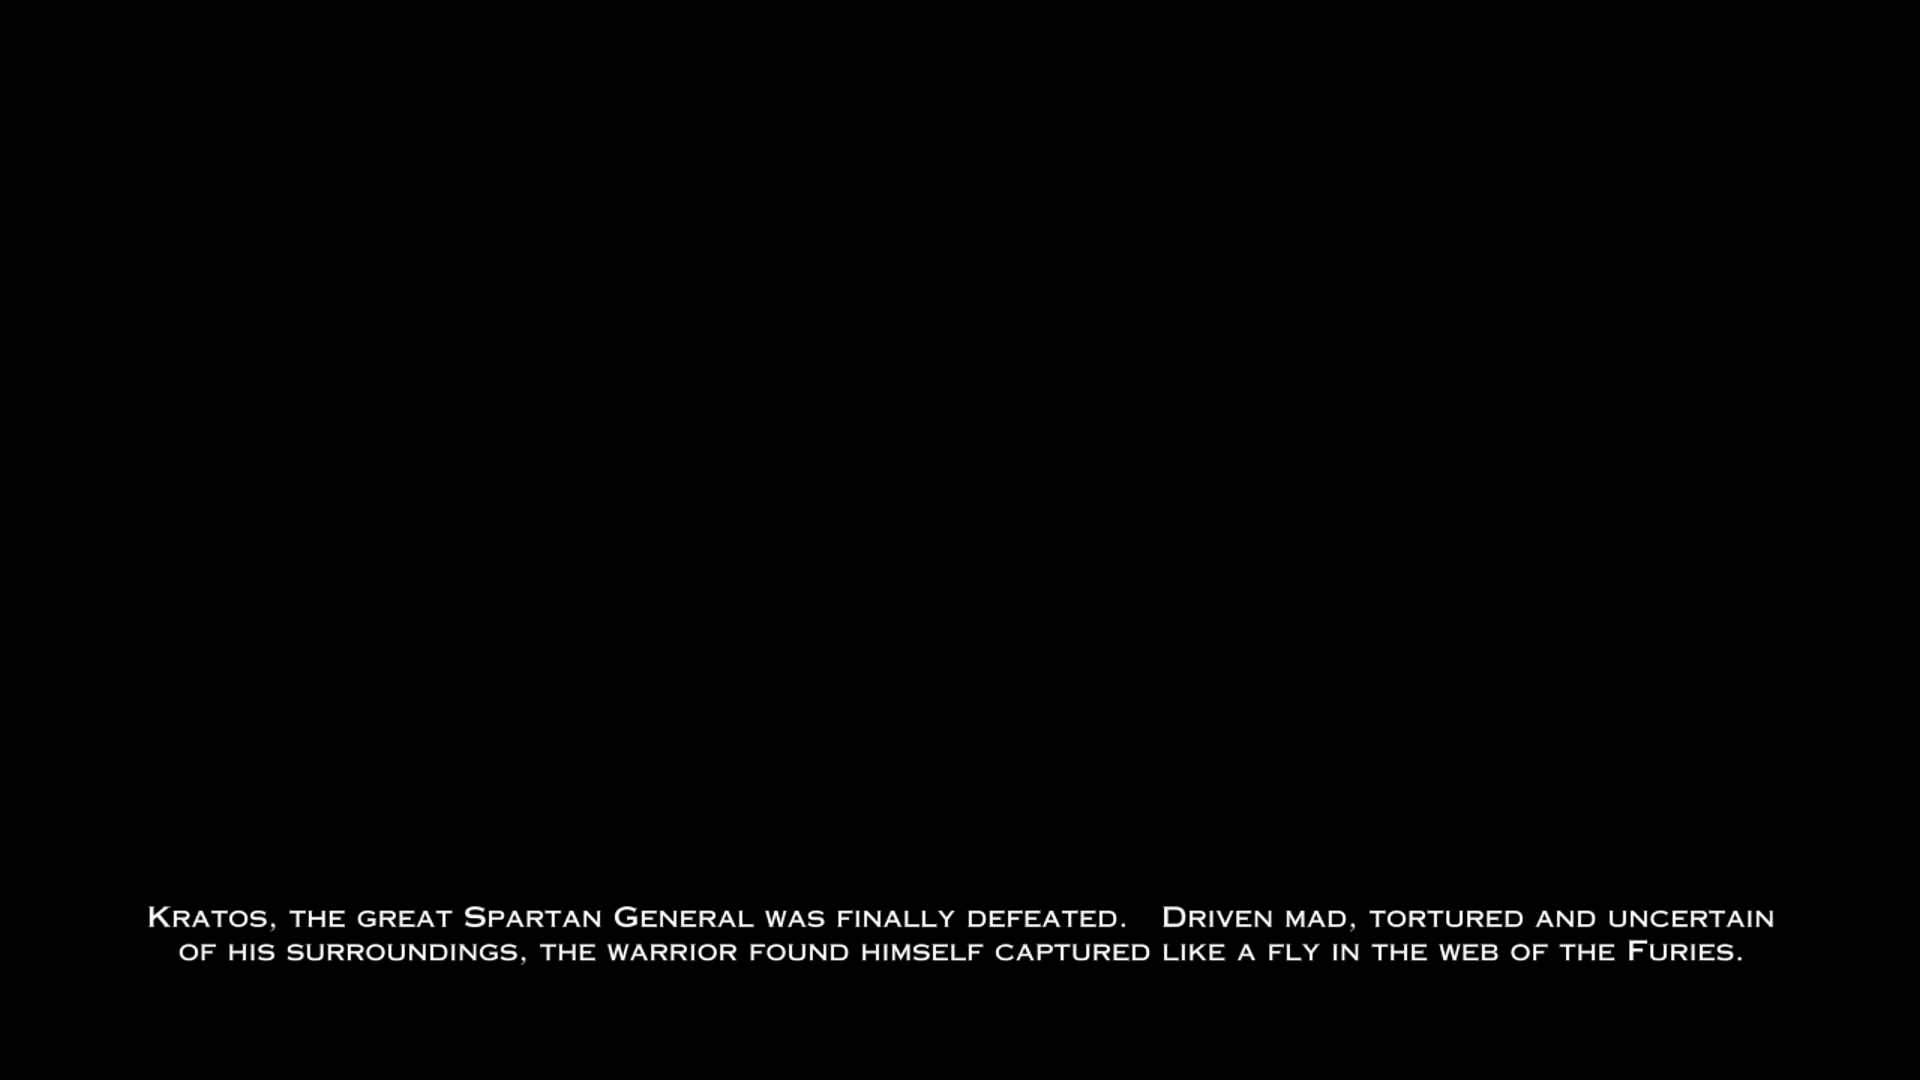 Kratos, the great Spartan General was finally defeated. Driven mad, tortured and uncertain
of his surroundings, the warrior found himself captured like a fly in the web of the Furies.